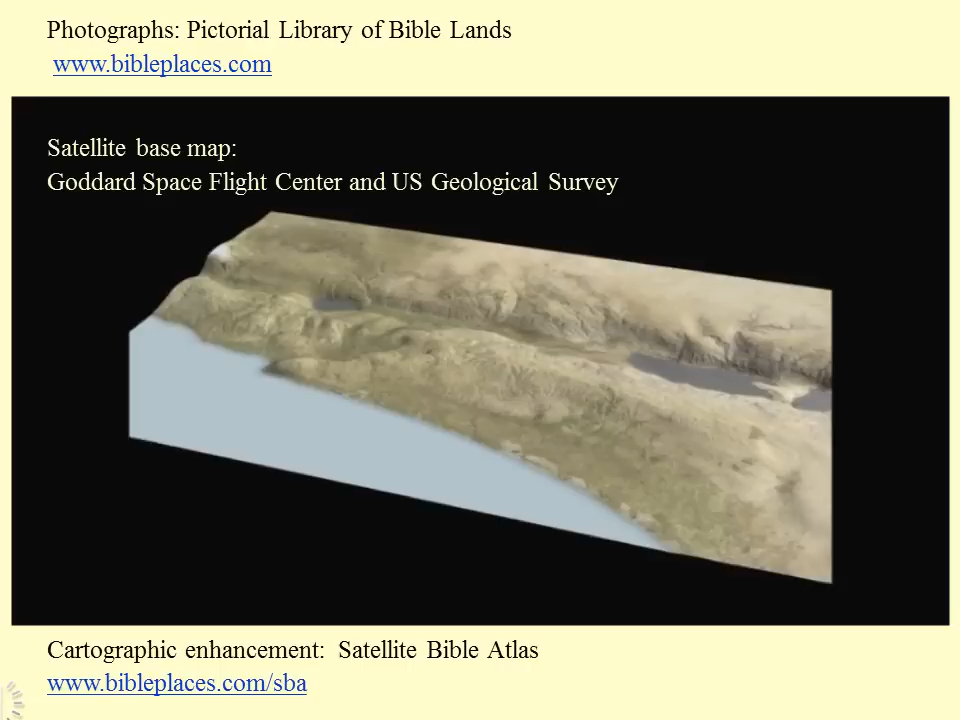 Photographs: Pictorial Library of Bible Lands
www.bibleplaces.com
Satellite base map:
Goddard Space Flight Center and US Geological Survey
Cartographic enhancement: Satellite Bible Atlas
www.bibleplaces.com/sba